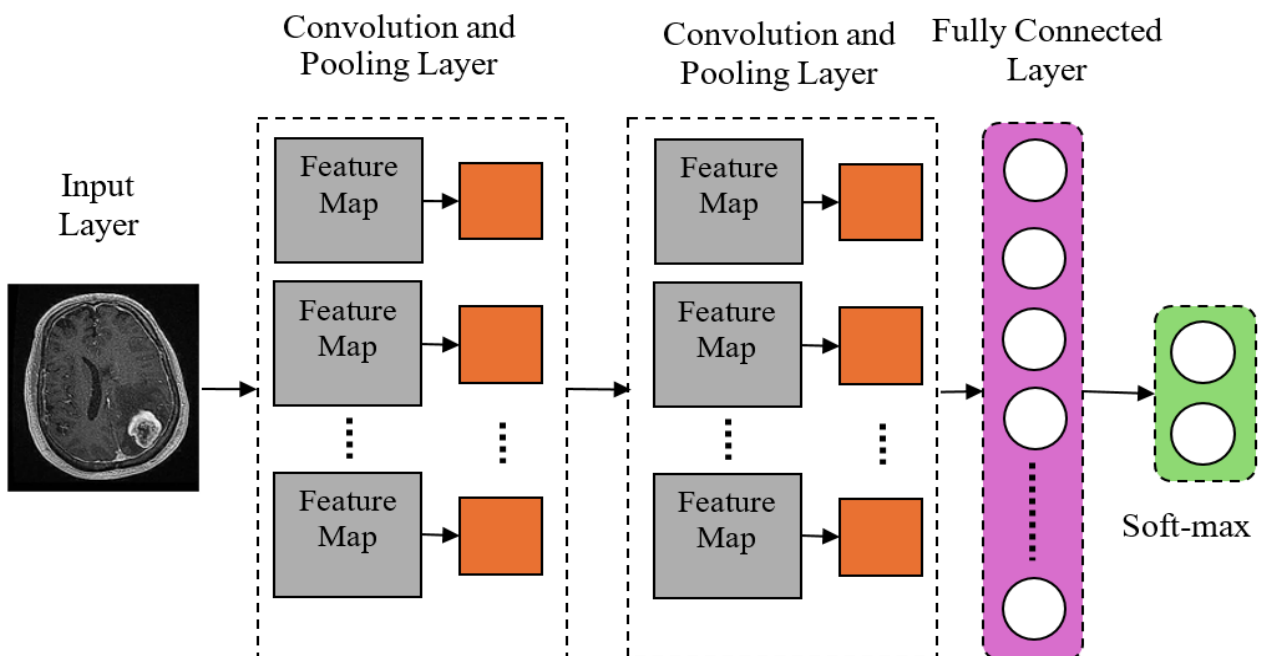 Convolution and
Pooling Layer
Convolution and
Pooling Layer
Fully Connected
Layer
Input
Layer
Feature
Map
Feature
Map
Feature
Map
Feature
Map
Feature
Map
Feature
Map
Soft-max